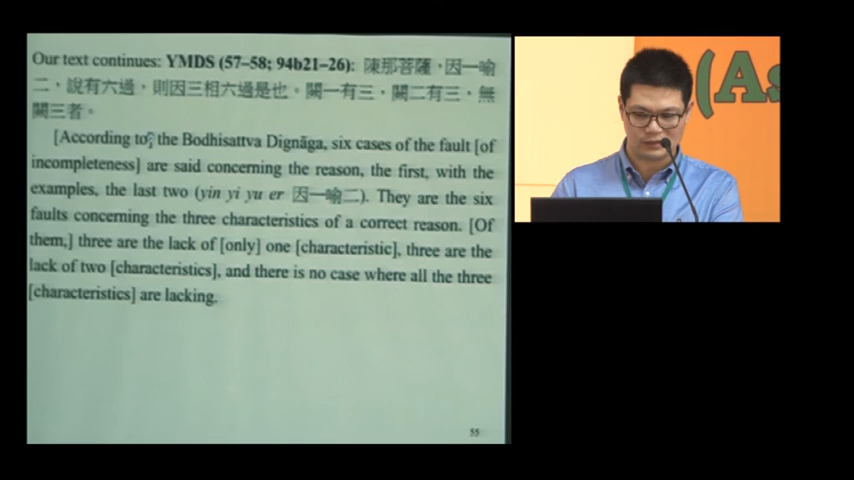 Our text continues: YMDS (57–58; 94b21–26): 陳那菩薩，因一喻
二，說有六過，則因三相六過是也。闕一有三，闕二有三，無
闕三者。
[According to the Bodhisattva Dignāga, six cases of the fault [of
incompleteness] are said concerning the reason, the first, with the
examples, the last two (yin yi yu er 因一喻二). They are the six
faults concerning the three characteristics of a correct reason. [Of
them,] three are the lack of [only] one [characteristic], three are the
lack of two [characteristics], and there is no case where all the three
[characteristics] are lacking.
55
(As